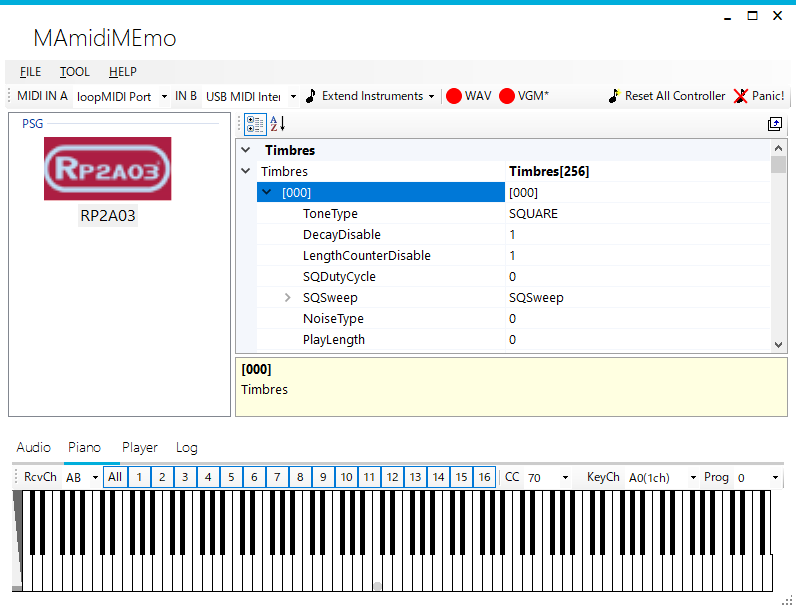 MAmidiMEmo
FILE TOOL HELP
MIDI IN A loopMIDI Port IN B USB MIDI Inter Extend Instruments WAV VGM* Reset All Controller Panic!
PSG
RP2A03
RP2A03
Timbres
Timbres Timbres[256]
[000] [000]
ToneType SQUARE
DecayDisable 1
LengthCounterDisable 1
SQDutyCycle 0
SQSweep SQSweep
NoiseType 0
PlayLength 0
[000]
Timbres
Audio Piano Player Log
RcvCh AB All 1 2 3 4 5 6 7 8 9 10 11 12 13 14 15 16 CC 70 KeyCh A0(1ch) Prog 0